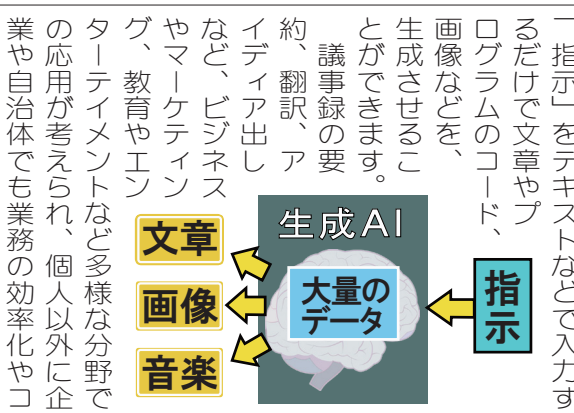 「指示」をテキストなどで入力す
るだけで文章やプ
ログラムのコード、
画像などを、
生成させるこ
とができます。
議事録の要
約、翻訳、ア
イディア出し
など、ビジネス
やマーケティン
グ、教育やエン
ターテイメントなど多様な分野で
の応用が考えられ、個人以外に企
業や自治体でも業務の効率化やコ
指示
生成AI
大量の
データ
文章
画像
音楽